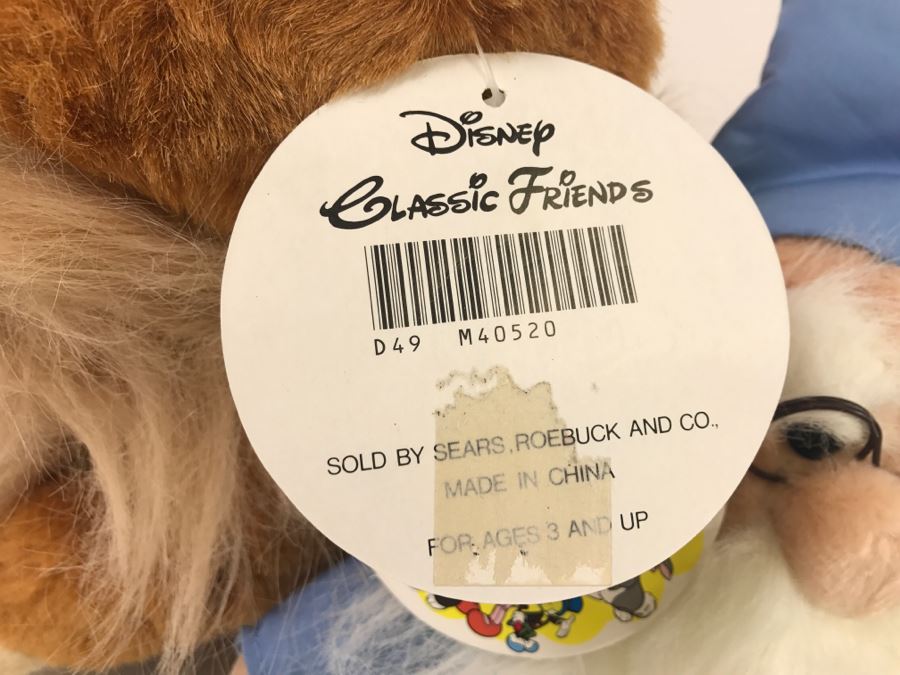 Disney
Classic Friends
D49 M40520
SOLD BY SEARS, ROEBUCK AND CO.,
MADE IN CHINA
FOR AGES 3 AND UP